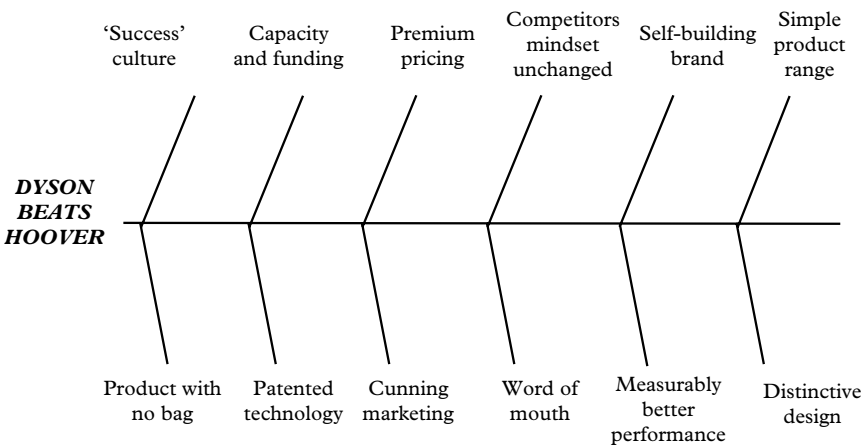 ‘Success’
culture
Capacity
and funding
Premium
pricing
Competitors
mindset
unchanged
Self-building
brand
Simple
product
range
DYSON
BEATS
HOOVER
Product with
no bag
Patented
technology
Cunning
marketing
Word of
mouth
Measurably
better
performance
Distinctive
design